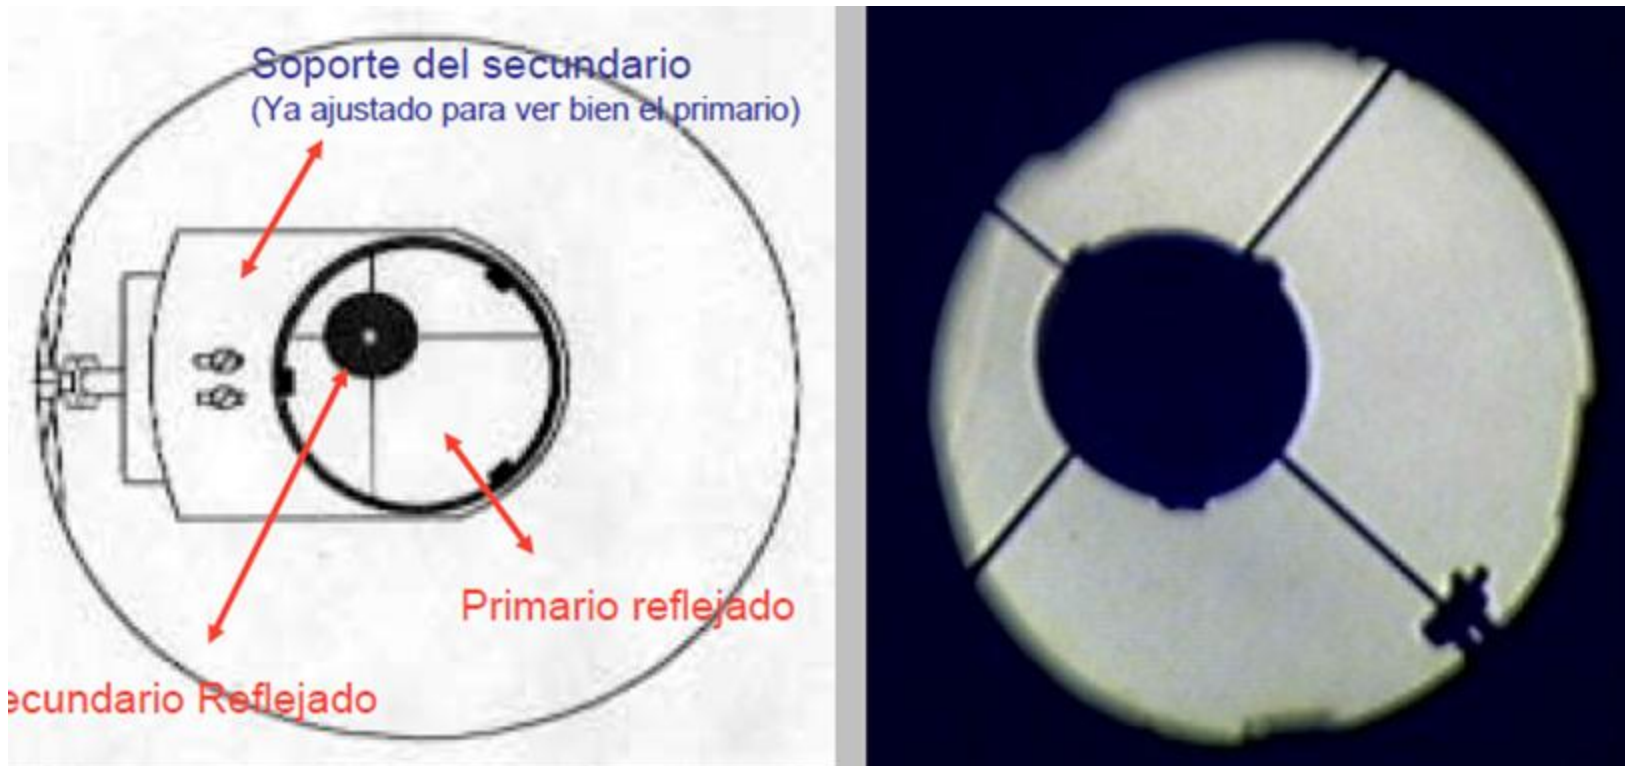 Soporte del secundario
(Ya ajustado para ver bien el primario)
Primario reflejado
ecundario Reflejado